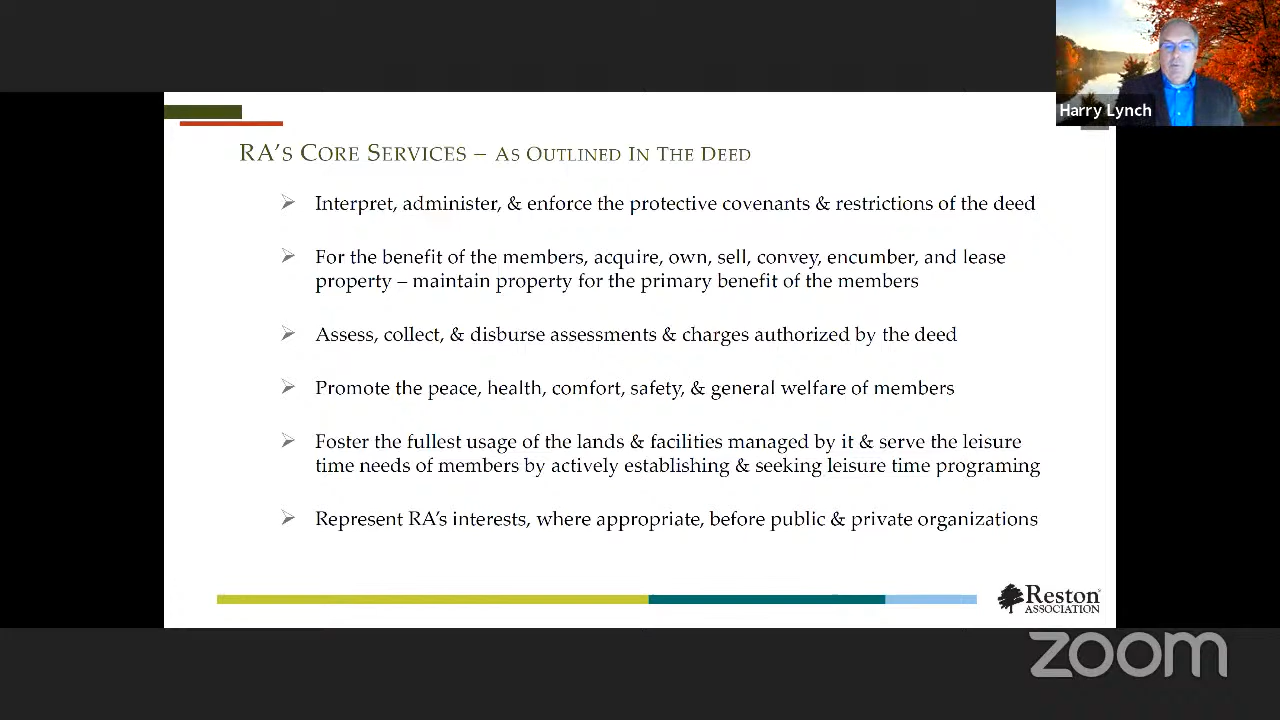 Harry Lynch
RA'S CORE SERVICES – AS OUTLINED IN THE DEED
Interpret, administer, & enforce the protective covenants & restrictions of the deed
For the benefit of the members, acquire, own, sell, convey, encumber, and lease
property – maintain property for the primary benefit of the members
Assess, collect, & disburse assessments & charges authorized by the deed
Promote the peace, health, comfort, safety, & general welfare of members
Foster the fullest usage of the lands & facilities managed by it & serve the leisure
time needs of members by actively establishing & seeking leisure time programing
Represent RA's interests, where appropriate, before public & private organizations
Reston
ASSOCIATION
zoom